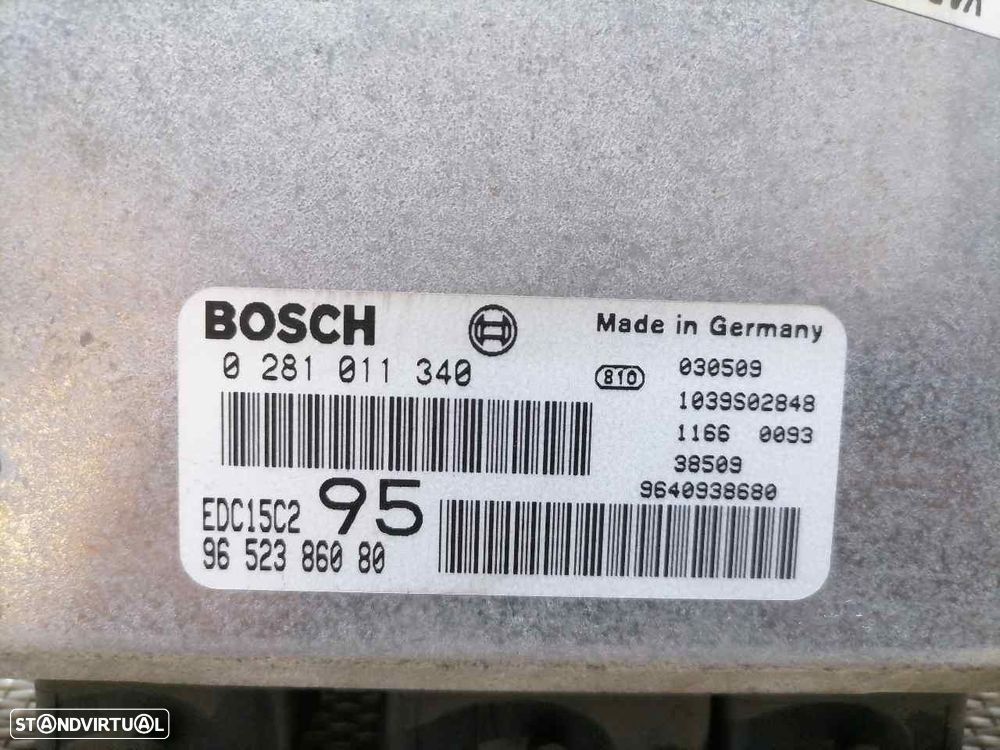 BOSCH
Made in Germany
0 281 011 340
810
030509
1039S02848
1166 0093
38509
9640938680
EDC15C2 95
96 523 860 80
STANDVIRTUAL